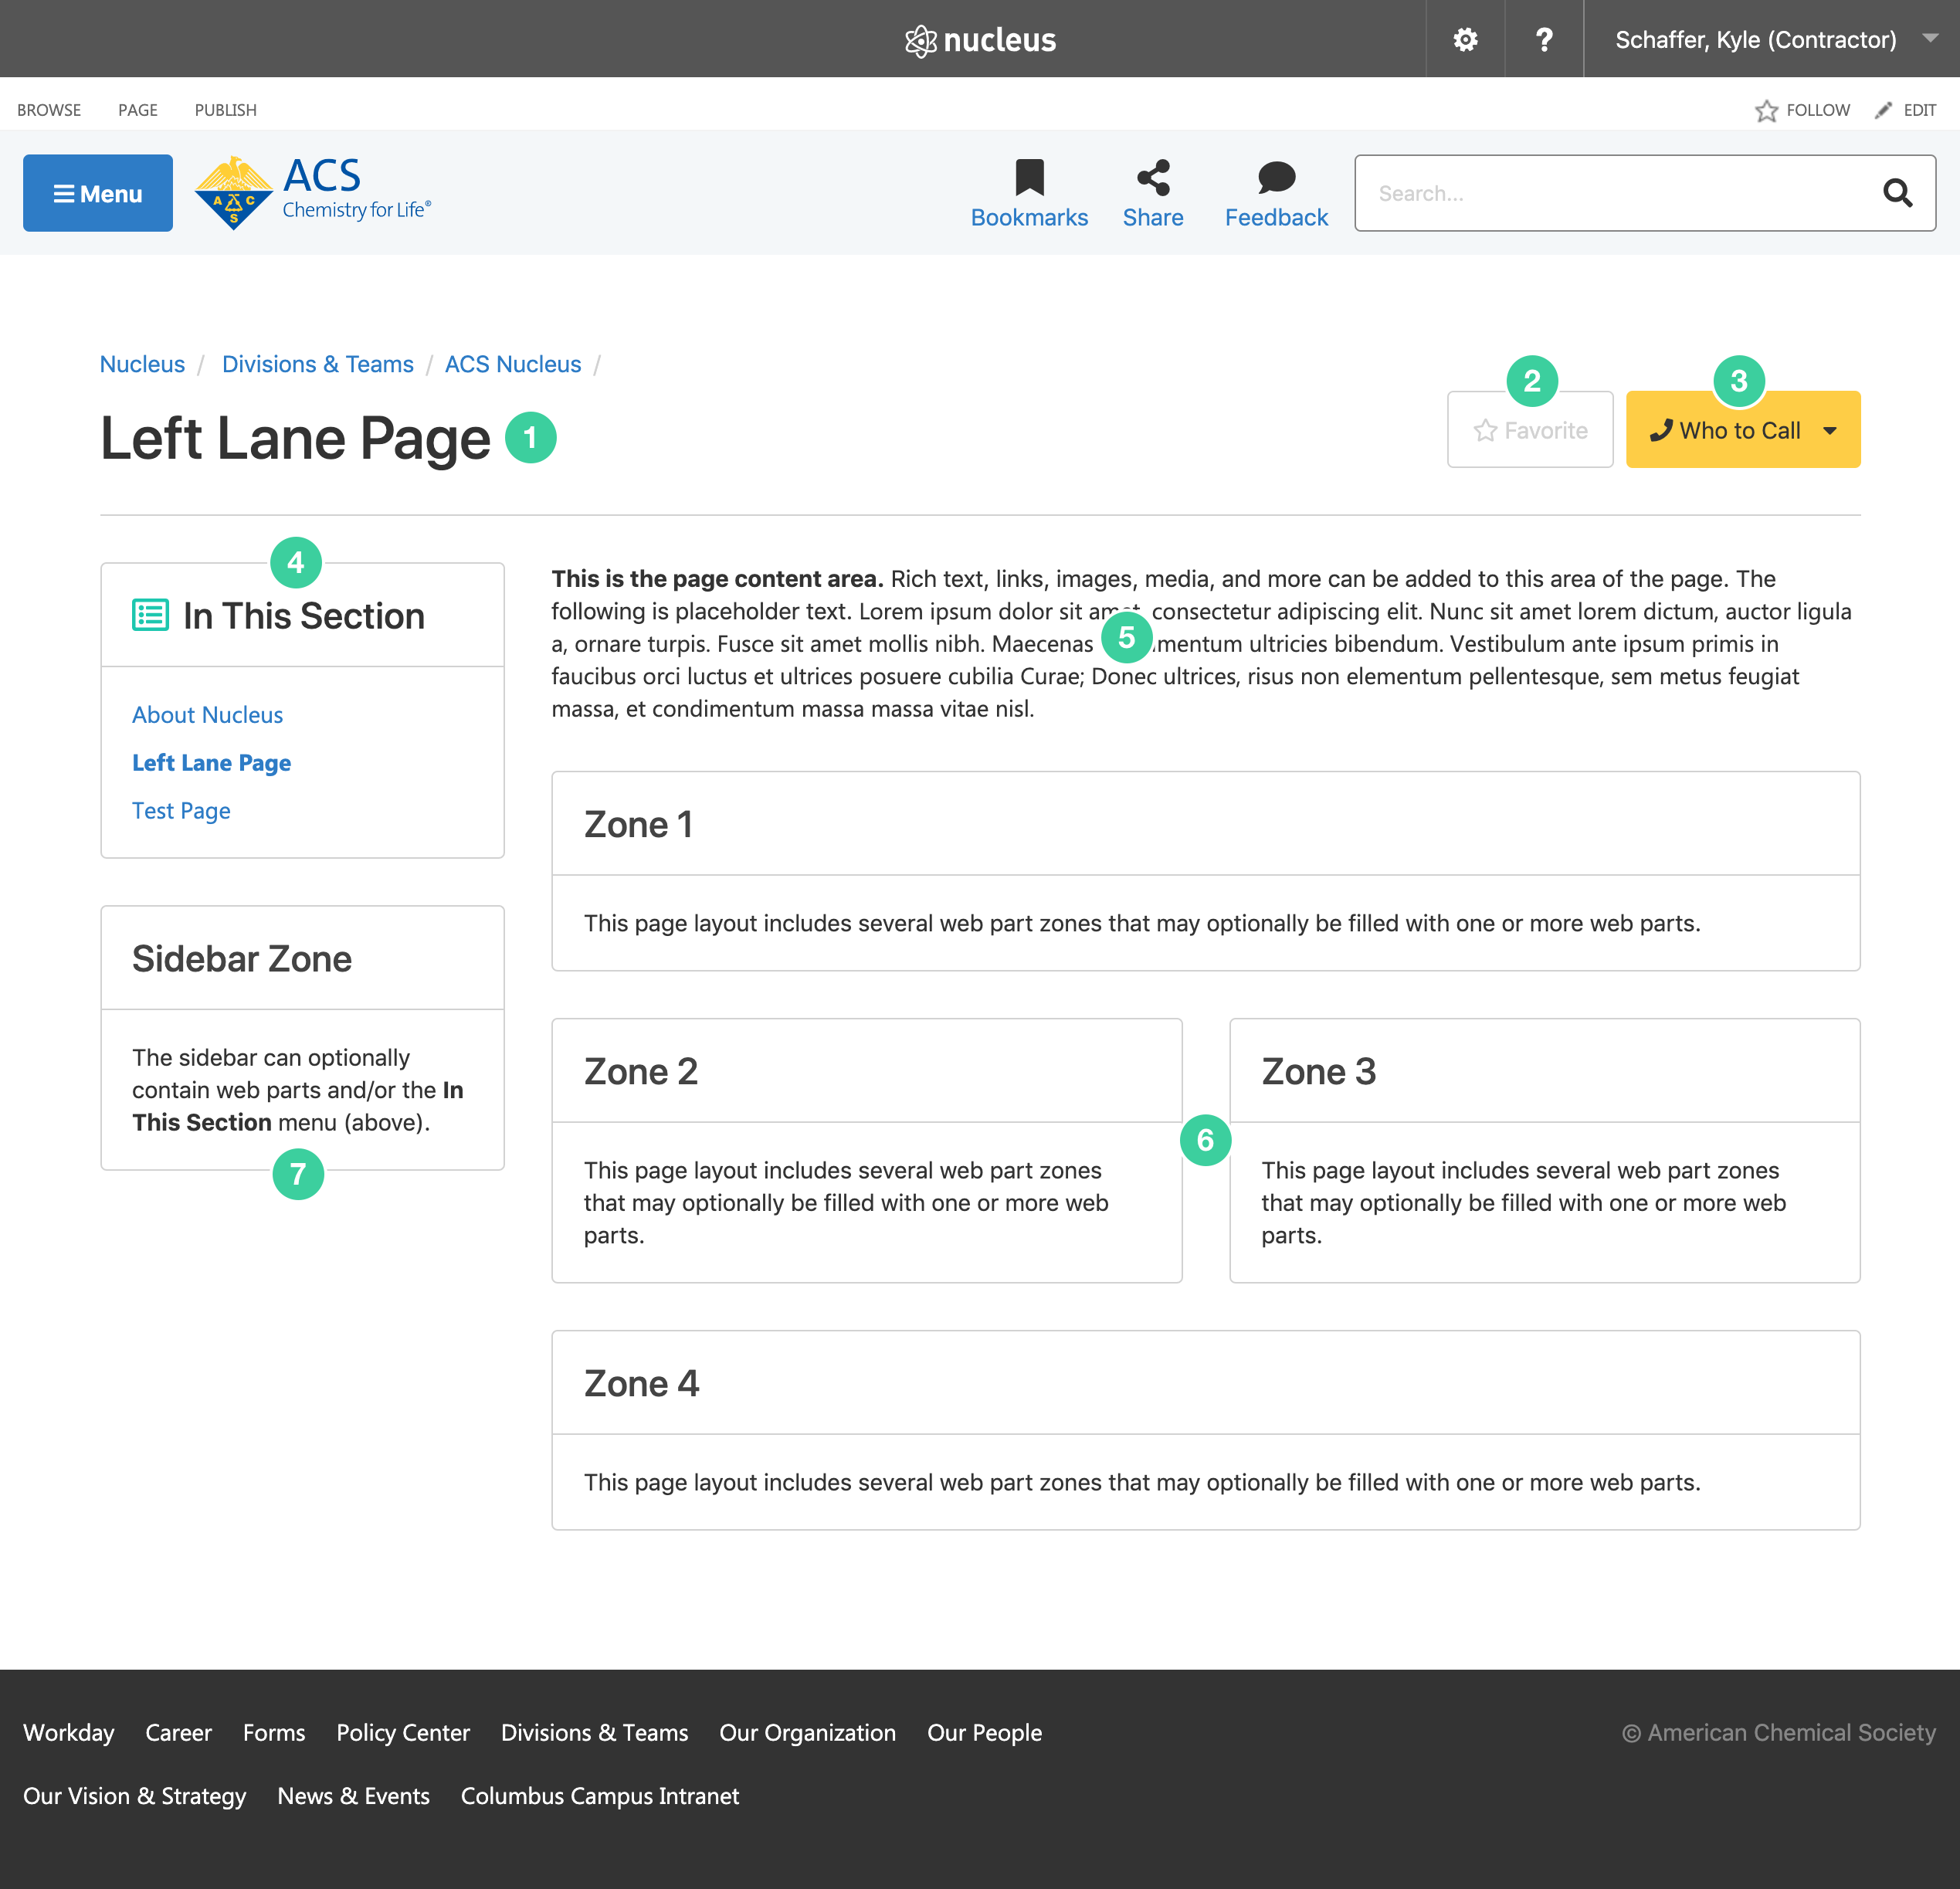 nucleus
?
Schaffer, Kyle (Contractor)
BROWSE PAGE PUBLISH
FOLLOW EDIT
Menu
A C S
ACS
Chemistry for Life®
Bookmarks Share Feedback
Search...
Nucleus / Divisions & Teams / ACS Nucleus /
Left Lane Page 1
2
Favorite
3
Who to Call
4
In This Section
About Nucleus
Left Lane Page
Test Page
Sidebar Zone
The sidebar can optionally
contain web parts and/or the In
This Section menu (above).
7
This is the page content area. Rich text, links, images, media, and more can be added to this area of the page. The
following is placeholder text. Lorem ipsum dolor sit amet, consectetur adipiscing elit. Nunc sit amet lorem dictum, auctor ligula
a, ornare turpis. Fusce sit amet mollis nibh. Maecenas 5 ultricies bibendum. Vestibulum ante ipsum primis in
faucibus orci luctus et ultrices posuere cubilia Curae; Donec ultrices, risus non elementum pellentesque, sem metus feugiat
massa, et condimentum massa massa vitae nisl.
Zone 1
This page layout includes several web part zones that may optionally be filled with one or more web parts.
Zone 2
This page layout includes several web part zones
that may optionally be filled with one or more web
parts.
6
Zone 3
This page layout includes several web part zones
that may optionally be filled with one or more web
parts.
Zone 4
This page layout includes several web part zones that may optionally be filled with one or more web parts.
Workday Career Forms Policy Center Divisions & Teams Our Organization Our People
© American Chemical Society
Our Vision & Strategy News & Events Columbus Campus Intranet